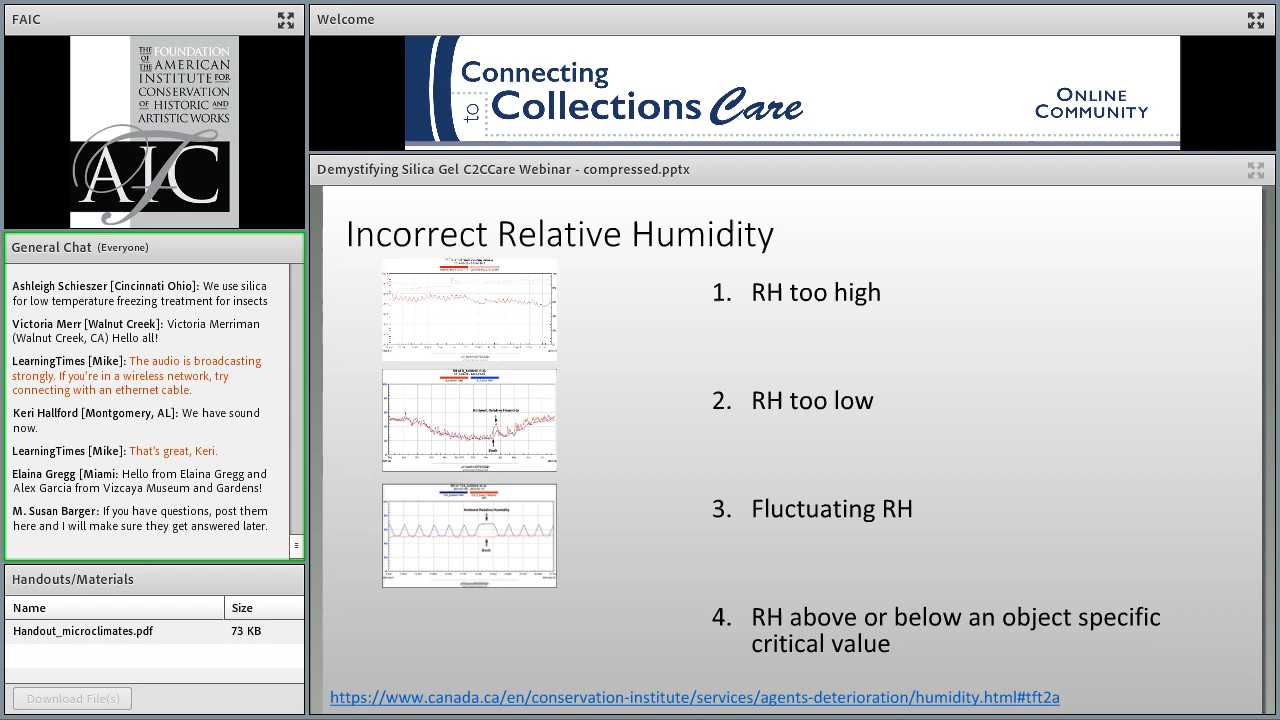 FAIC
THE FOUNDATION
OF THE AMERICAN
INSTITUTE FOR
CONSERVATION
OF HISTORIC AND
ARTISTIC WORKS
FAIC
General Chat (Everyone)
Ashleigh Schieszer [Cincinnati Ohio]: We use silica
for low temperature freezing treatment for insects
Victoria Merr [Walnut Creek]: Victoria Merriman
(Walnut Creek, CA) Hello all!
LearningTimes [Mike]: The audio is broadcasting
strongly. If you're in a wireless network, try
connecting with an ethernet cable.
Keri Hallford [Montgomery, AL]: We have sound
now.
LearningTimes [Mike]: That's great, Keri.
Elaina Gregg [Miami: Hello from Elaina Gregg and
Alex Garcia from Vizcaya Museum and Gardens!
M. Susan Barger: If you have questions, post them
here and I will make sure they get answered later.
Handouts/Materials
Name Size
Handout_microclimates.pdf 73 KB
Download File(s)
Welcome
Connecting
to Collections Care
ONLINE
COMMUNITY
Demystifying Silica Gel C2CCare Webinar - compressed.pptx
Incorrect Relative Humidity
1. RH too high
Ambient Relative Humidity
Book
2. RH too low
Ambient Relative Humidity
Book
3. Fluctuating RH
4. RH above or below an object specific
critical value
https://www.canada.ca/en/conservation-institute/services/agents-deterioration/humidity.html#tft2a